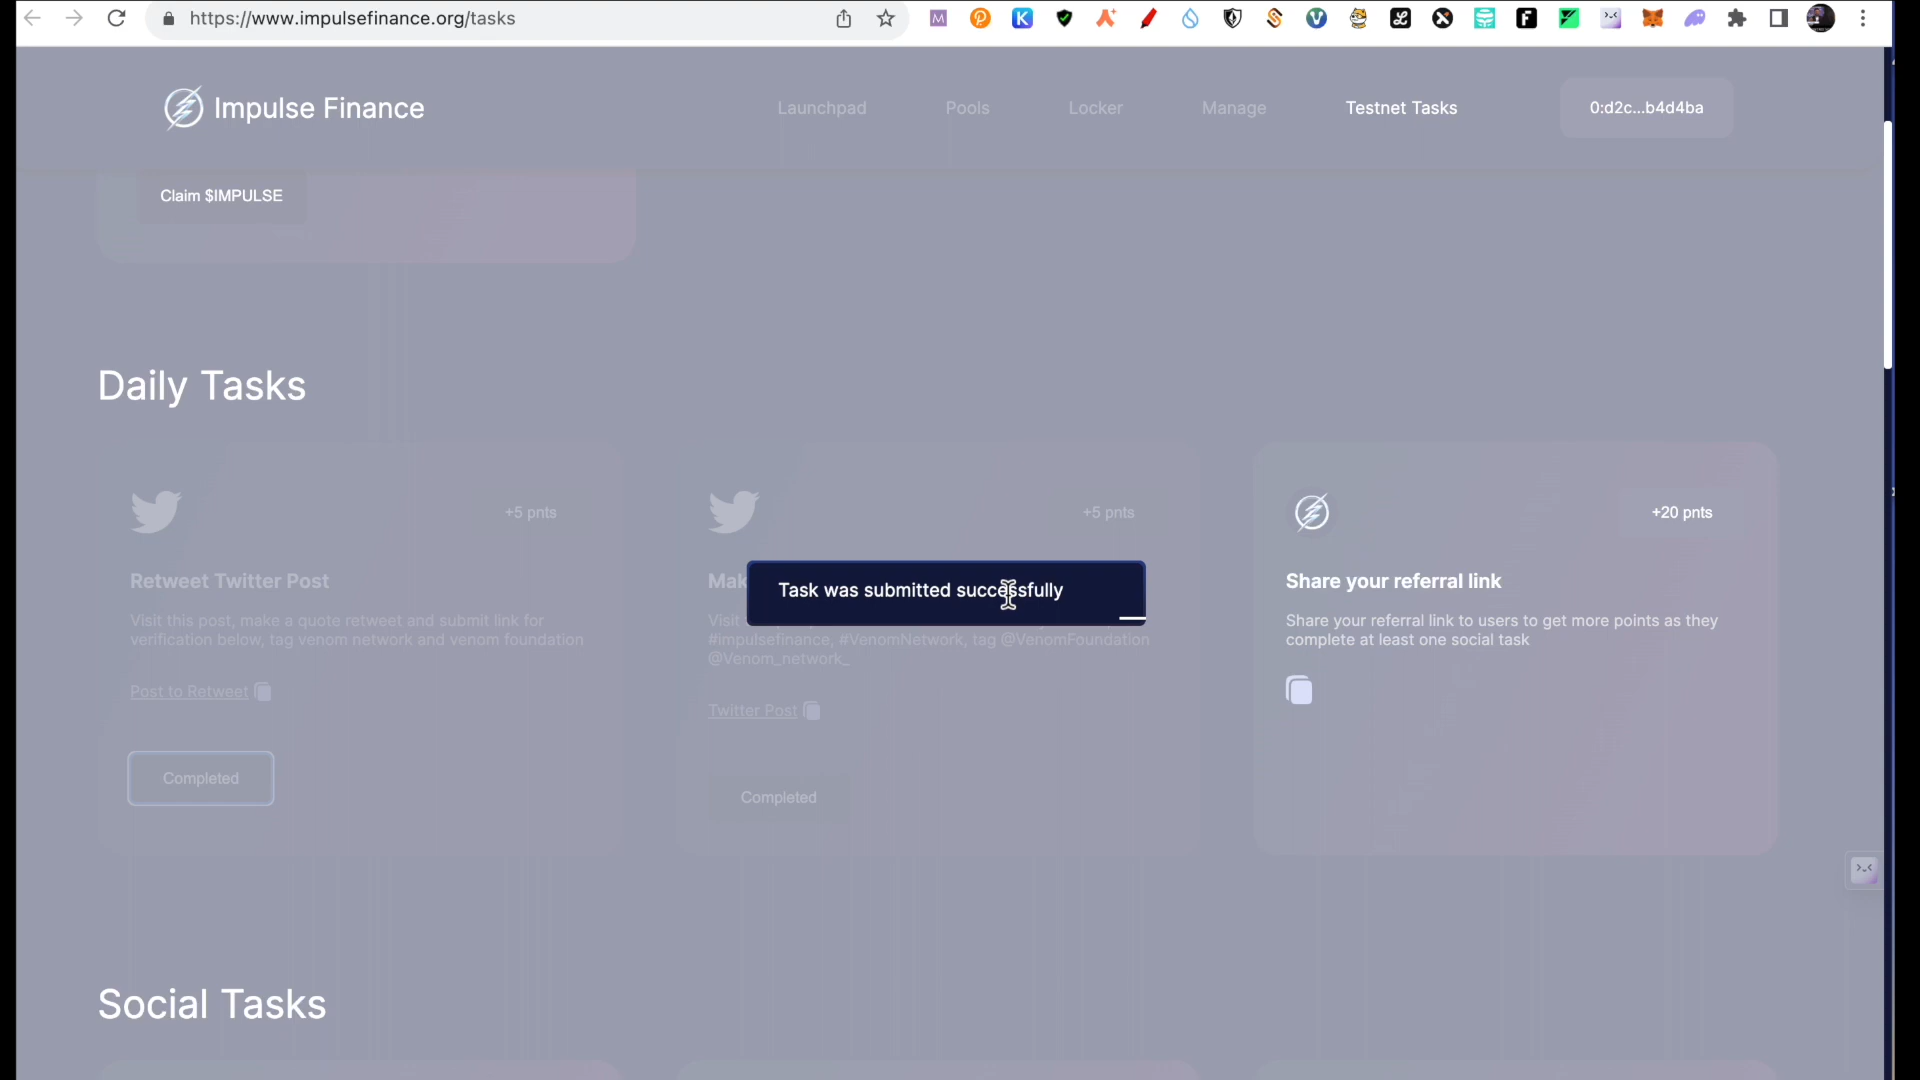 https://www.impulsefinance.org/tasks
Impulse Finance
Launchpad
Pools
Locker
Manage
Testnet Tasks
0:d2c...b4d4ba
Claim $IMPULSE
Daily Tasks
+5 pnts
Retweet Twitter Post
Visit this post, make a quote retweet and submit link for
verification below, tag venom network and venom foundation
Post to Retweet
Completed
+5 pnts
Mak
Visit
#impulsefinance, #VenomNetwork, tag @VenomFoundation
@Venom_network_
Twitter Post
Completed
Task was submitted successfully
+20 pnts
Share your referral link
Share your referral link to users to get more points as they
complete at least one social task
Social Tasks